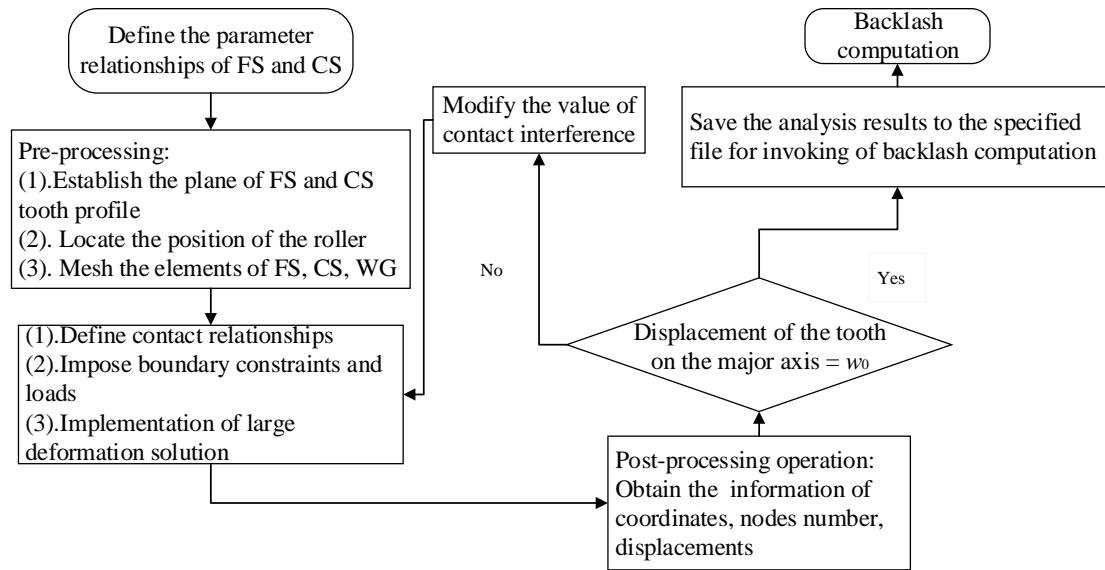 Define the parameter
relationships of FS and CS
Pre-processing:
(1).Establish the plane of FS and CS
tooth profile
(2). Locate the position of the roller
(3). Mesh the elements of FS, CS, WG
(1).Define contact relationships
(2).Impose boundary constraints and
loads
(3).Implementation of large
deformation solution
Post-processing operation:
Obtain the information of
coordinates, nodes number,
displacements
Displacement of the tooth
on the major axis = w0
No
Modify the value of
contact interference
Yes
Save the analysis results to the specified
file for invoking of backlash computation
Backlash
computation